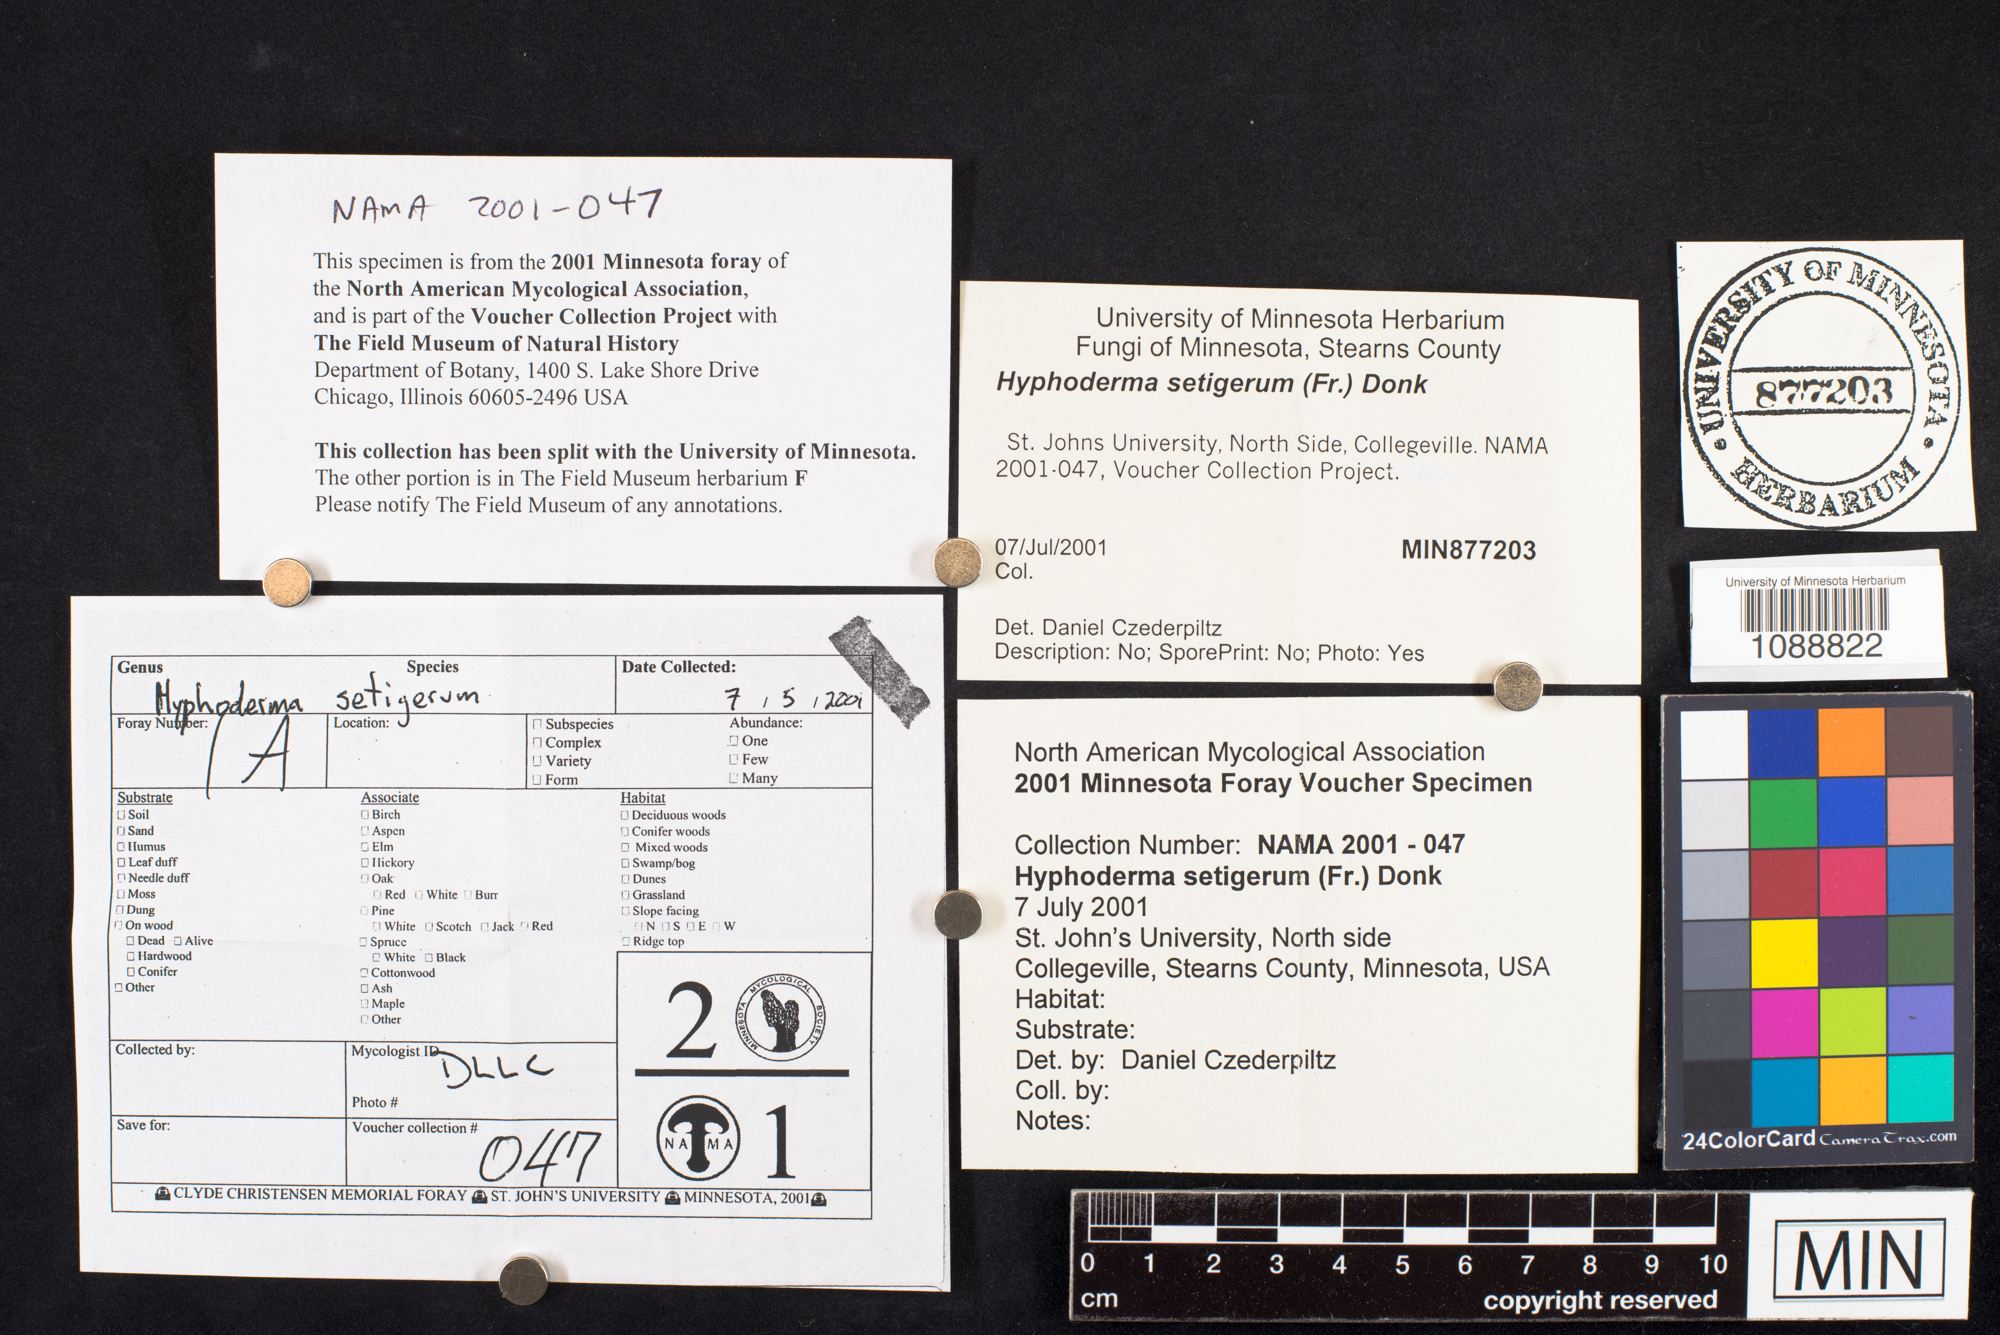 NAMA 2001-047
This specimen is from the 2001 Minnesota foray of
the North American Mycological Association,
and is part of the Voucher Collection Project with
The Field Museum of Natural History
Department of Botany, 1400 S. Lake Shore Drive
Chicago, Illinois 60605-2496 USA
This collection has been split with the University of Minnesota.
The other portion is in The Field Museum herbarium F
Please notify The Field Museum of any annotations.
University of Minnesota Herbarium
Fungi of Minnesota, Stearns County
Hyphoderma setigerum (Fr.) Donk
St. Johns University, North Side, Collegeville. NAMA
2001-047, Voucher Collection Project.
07/Jul/2001 MIN877203
Col.
Det. Daniel Czederpiltz
Description: No; SporePrint: No; Photo: Yes
UNIVERSITY OF MINNESOTA
877203
HERBARIUM
University of Minnesota Herbarium
1088822
Genus Species Date Collected:
Hyphoderma setigerum 7 , 5 , 2001
Foray Number: Location:
A
Subspecies
Complex
Variety
Form
Abundance:
One
Few
Many
Substrate
Soil
Sand
Humus
Leaf duff
Needle duff
Moss
Dung
On wood
Dead Alive
Hardwood
Conifer
Other
Associate
Birch
Aspen
Elm
Hickory
Oak
Red White Burr
Pine
White Scotch Jack Red
Spruce
White Black
Cottonwood
Ash
Maple
Other
Habitat
Deciduous woods
Conifer woods
Mixed woods
Swamp/bog
Dunes
Grassland
Slope facing
N S E W
Ridge top
Collected by:
Mycologist ID DLLC
Photo #
Save for:
Voucher collection #
047
2
MINNESOTA MYCOLOGICAL SOCIETY
NAMA
1
CLYDE CHRISTENSEN MEMORIAL FORAY ST. JOHN'S UNIVERSITY MINNESOTA, 2001
North American Mycological Association
2001 Minnesota Foray Voucher Specimen
Collection Number: NAMA 2001 - 047
Hyphoderma setigerum (Fr.) Donk
7 July 2001
St. John's University, North side
Collegeville, Stearns County, Minnesota, USA
Habitat:
Substrate:
Det. by: Daniel Czederpiltz
Coll. by:
Notes:
24ColorCard CameraTrax.com
0 1 2 3 4 5 6 7 8 9 10
cm
copyright reserved
MIN